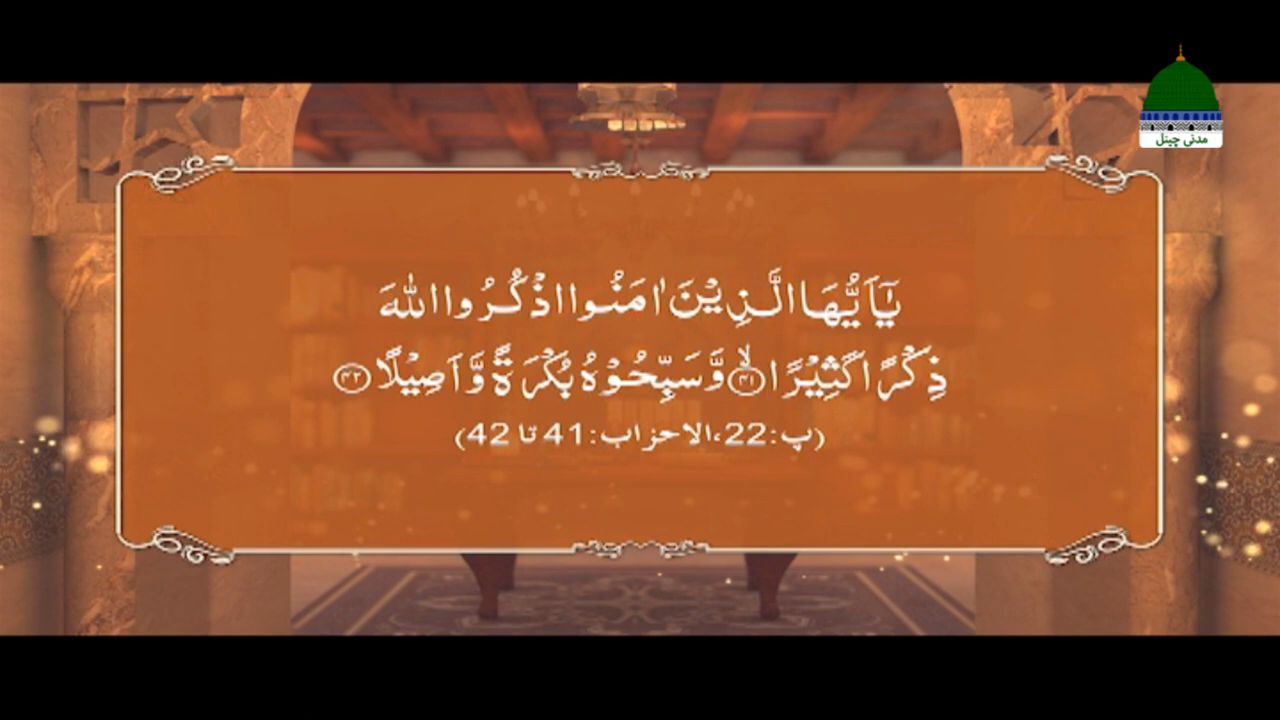 یٰۤاَیُّهَا الَّذِیْنَ اٰمَنُوا اذْكُرُوا اللّٰهَ
ذِكْرًا كَثِیْرًاۙ(۴۱) وَّ سَبِّحُوْهُ بُكْرَةً وَّ اَصِیْلًا(۴۲)
(پ:22،الاحزاب:41 تا 42)
مدنی چینل